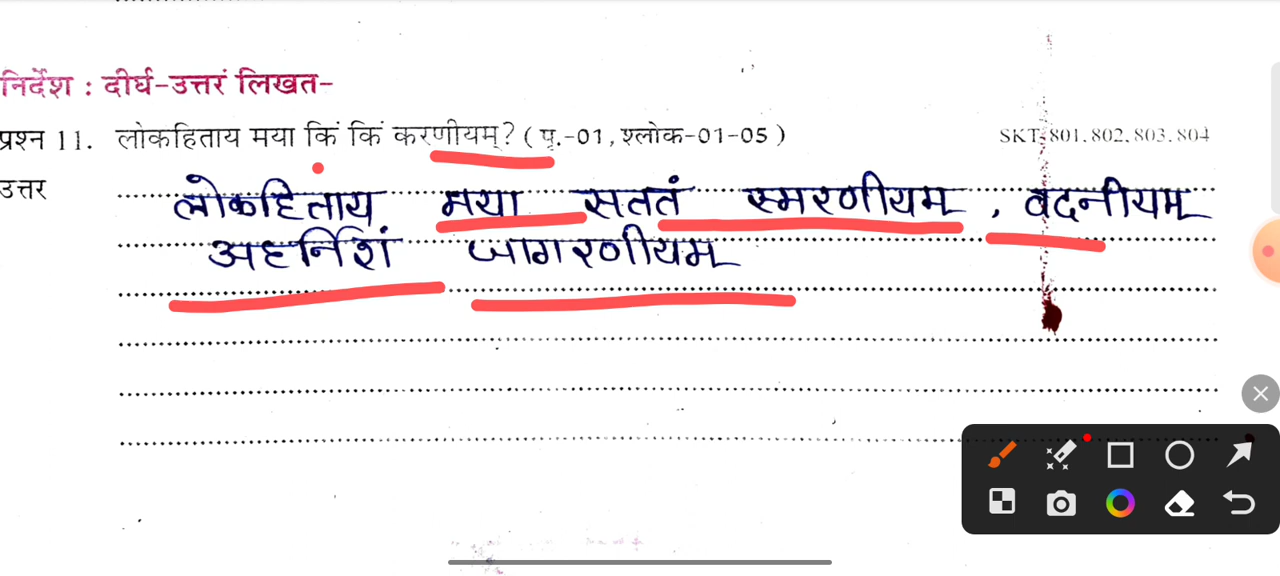 निर्देश : दीर्घ-उत्तरं लिखत-
प्रश्न 11. लोकहिताय मया किं किं करणीयम्? ( पृ.-01, श्लोक-01-05 ) SKT-801.802.803.804
उत्तर
लोकहिताय मया सततं स्मरणीयम्, वदनीयम्
अहर्निशं जागरणीयम्